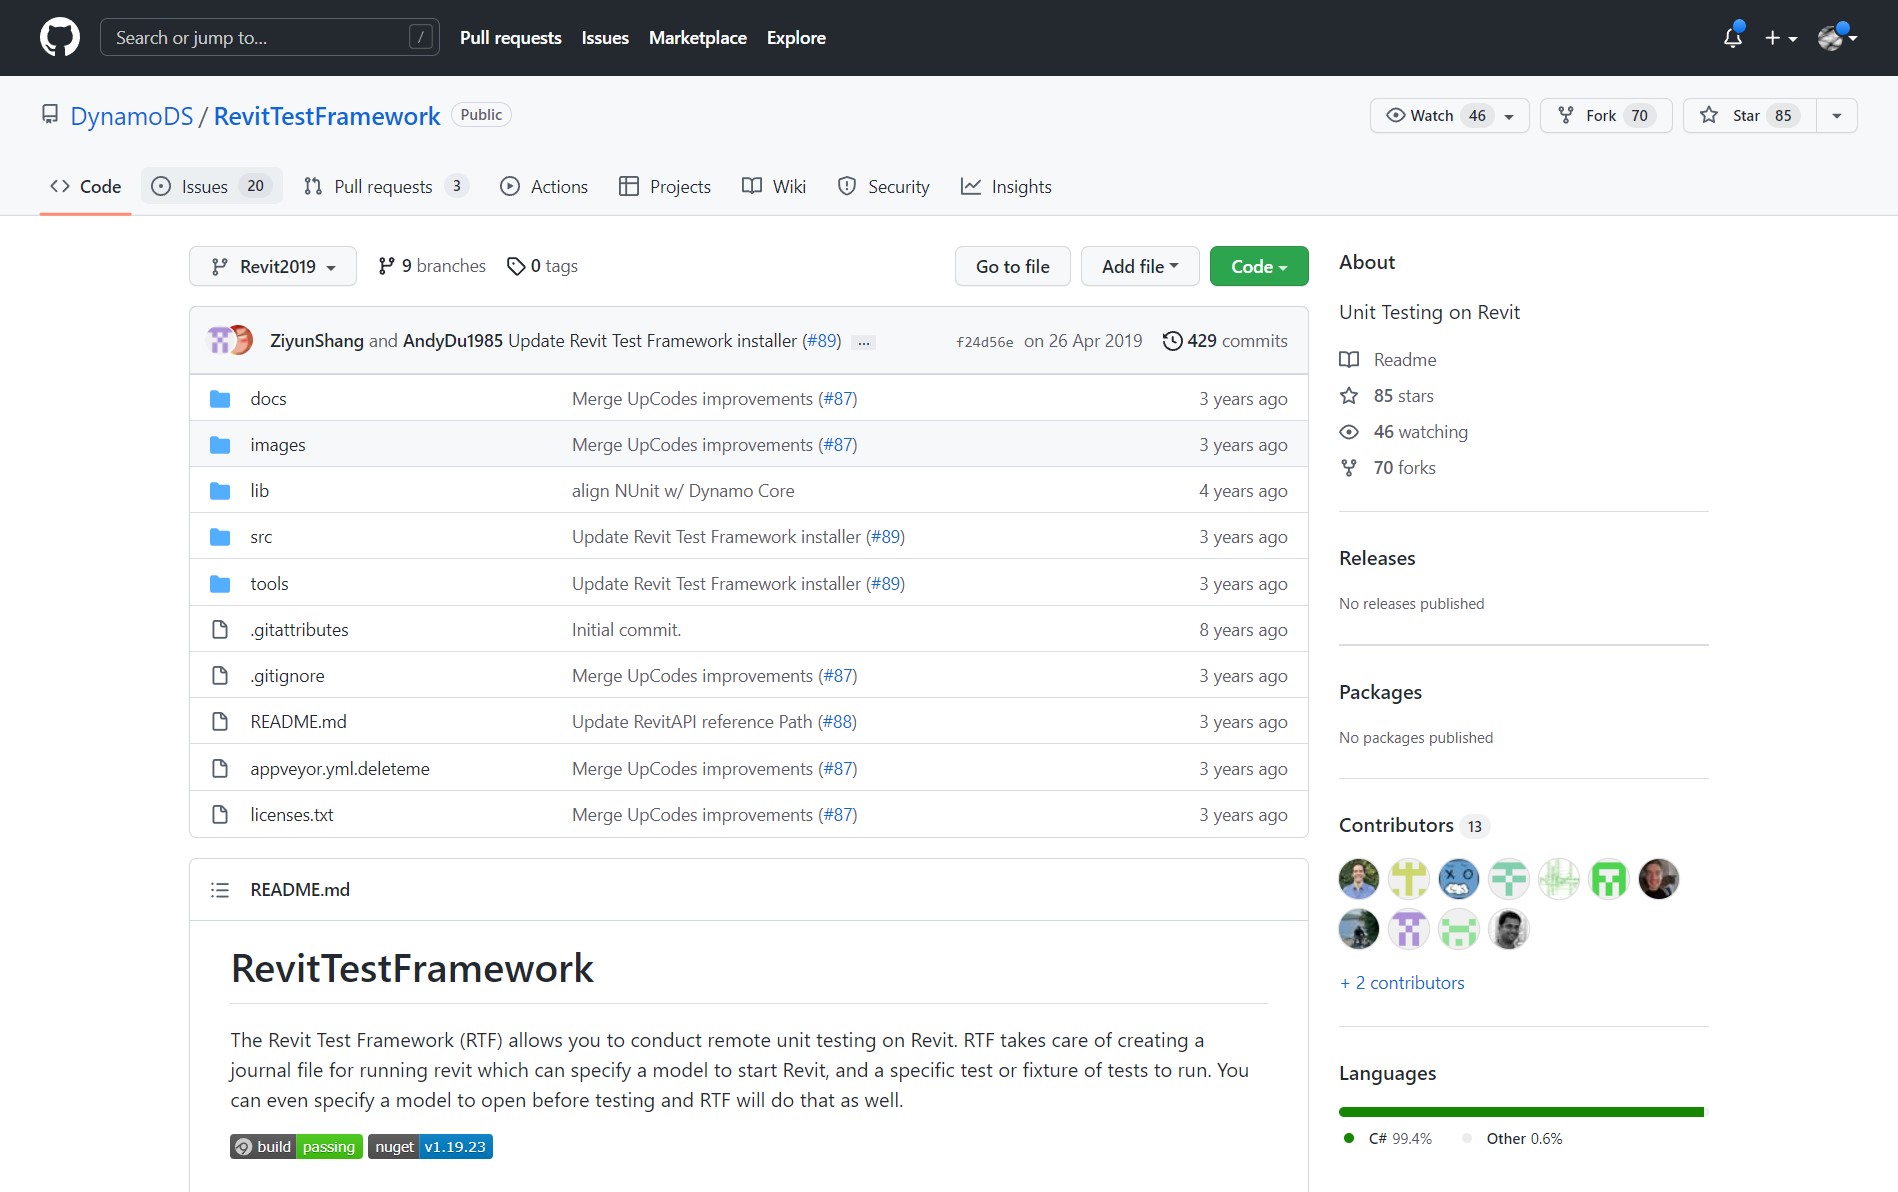 Search or jump to... /
Pull requests Issues Marketplace Explore
DynamoDS / RevitTestFramework Public
Watch 46 Fork 70 Star 85
Code Issues 20 Pull requests 3 Actions Projects Wiki Security Insights
Revit2019 9 branches 0 tags Go to file Add file Code
ZiyunShang and AndyDu1985 Update Revit Test Framework installer (#89) ... f24d56e on 26 Apr 2019 429 commits
docs Merge UpCodes improvements (#87) 3 years ago
images Merge UpCodes improvements (#87) 3 years ago
lib align NUnit w/ Dynamo Core 4 years ago
src Update Revit Test Framework installer (#89) 3 years ago
tools Update Revit Test Framework installer (#89) 3 years ago
.gitattributes Initial commit. 8 years ago
.gitignore Merge UpCodes improvements (#87) 3 years ago
README.md Update RevitAPI reference Path (#88) 3 years ago
appveyor.yml.deleteme Merge UpCodes improvements (#87) 3 years ago
licenses.txt Merge UpCodes improvements (#87) 3 years ago
README.md
RevitTestFramework
The Revit Test Framework (RTF) allows you to conduct remote unit testing on Revit. RTF takes care of creating a
journal file for running revit which can specify a model to start Revit, and a specific test or fixture of tests to run. You
can even specify a model to open before testing and RTF will do that as well.
build passing nuget v1.19.23
About
Unit Testing on Revit
Readme
85 stars
46 watching
70 forks
Releases
No releases published
Packages
No packages published
Contributors 13
+ 2 contributors
Languages
C# 99.4% Other 0.6%